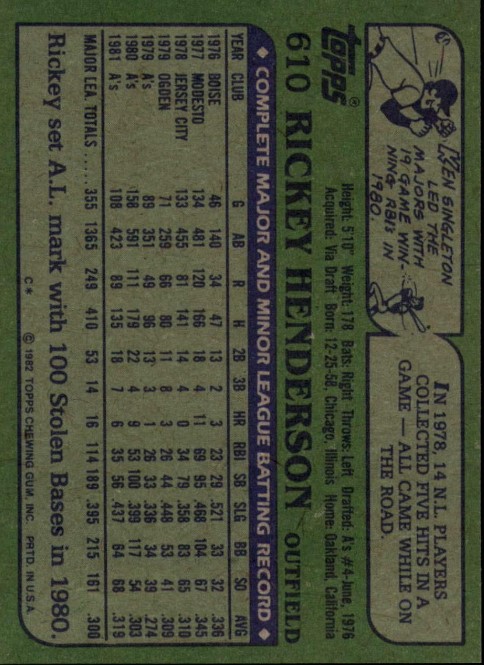 KEN SINGLETON
LED THE
MAJORS WITH
19 GAME WIN-
NING RBI'S IN
1980.
IN 1978, 14 N.L. PLAYERS
COLLECTED FIVE HITS IN A
GAME — ALL CAME WHILE ON
THE ROAD.
TOPPS®
610 RICKEY HENDERSON OUTFIELD
Height: 5'10" Weight: 178 Bats: Right Throws: Left Drafted: A's #4-June, 1976
Acquired: Via Draft Born: 12-25-58, Chicago, Illinois Home: Oakland, California
◆ COMPLETE MAJOR AND MINOR LEAGUE BATTING RECORD ◆
YEAR CLUB G AB R H 2B 3B HR RBI SB SLG BB SO AVG
1976 BOISE 46 140 34 47 13 2 3 23 29 .521 33 32 .336
1977 MODESTO 134 481 120 166 18 4 11 69 95 .468 104 67 .345
1978 JERSEY CITY 133 455 81 141 14 4 0 34 79 .358 83 65 .310
1979 OGDEN 71 259 66 80 11 8 3 26 44 .448 53 41 .309
1979 A's 89 351 49 96 13 3 1 26 33 .336 34 39 .274
1980 A's 158 591 111 179 22 4 9 53 100 .399 117 54 .303
1981 A's 108 423 89 135 18 7 6 35 56 .437 64 68 .319
MAJOR LEA. TOTALS ..... 355 1365 249 410 53 14 16 114 189 .395 215 161 .300
Rickey set A.L. mark with 100 Stolen Bases in 1980.
C* © 1982 TOPPS CHEWING GUM, INC. PRTD. IN U.S.A.